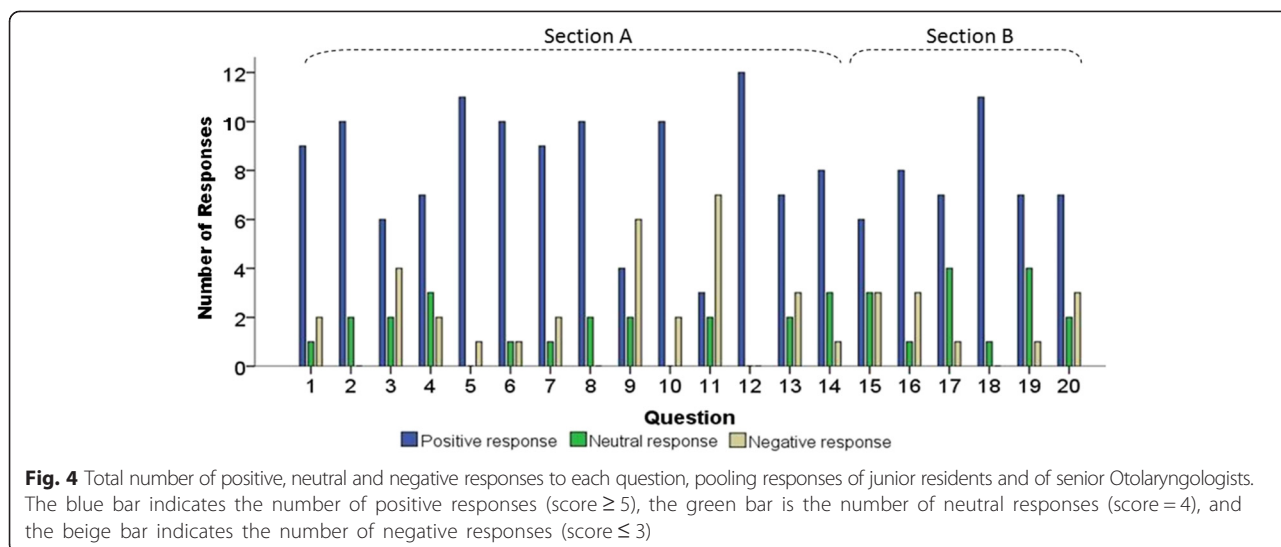 Section A Section B
12
10
8
6
4
2
0
Number of Responses
1 2 3 4 5 6 7 8 9 10 11 12 13 14 15 16 17 18 19 20
Question
Positive response Neutral response Negative response
Fig. 4 Total number of positive, neutral and negative responses to each question, pooling responses of junior residents and of senior Otolaryngologists.
The blue bar indicates the number of positive responses (score ≥ 5), the green bar is the number of neutral responses (score = 4), and
the beige bar indicates the number of negative responses (score ≤ 3)